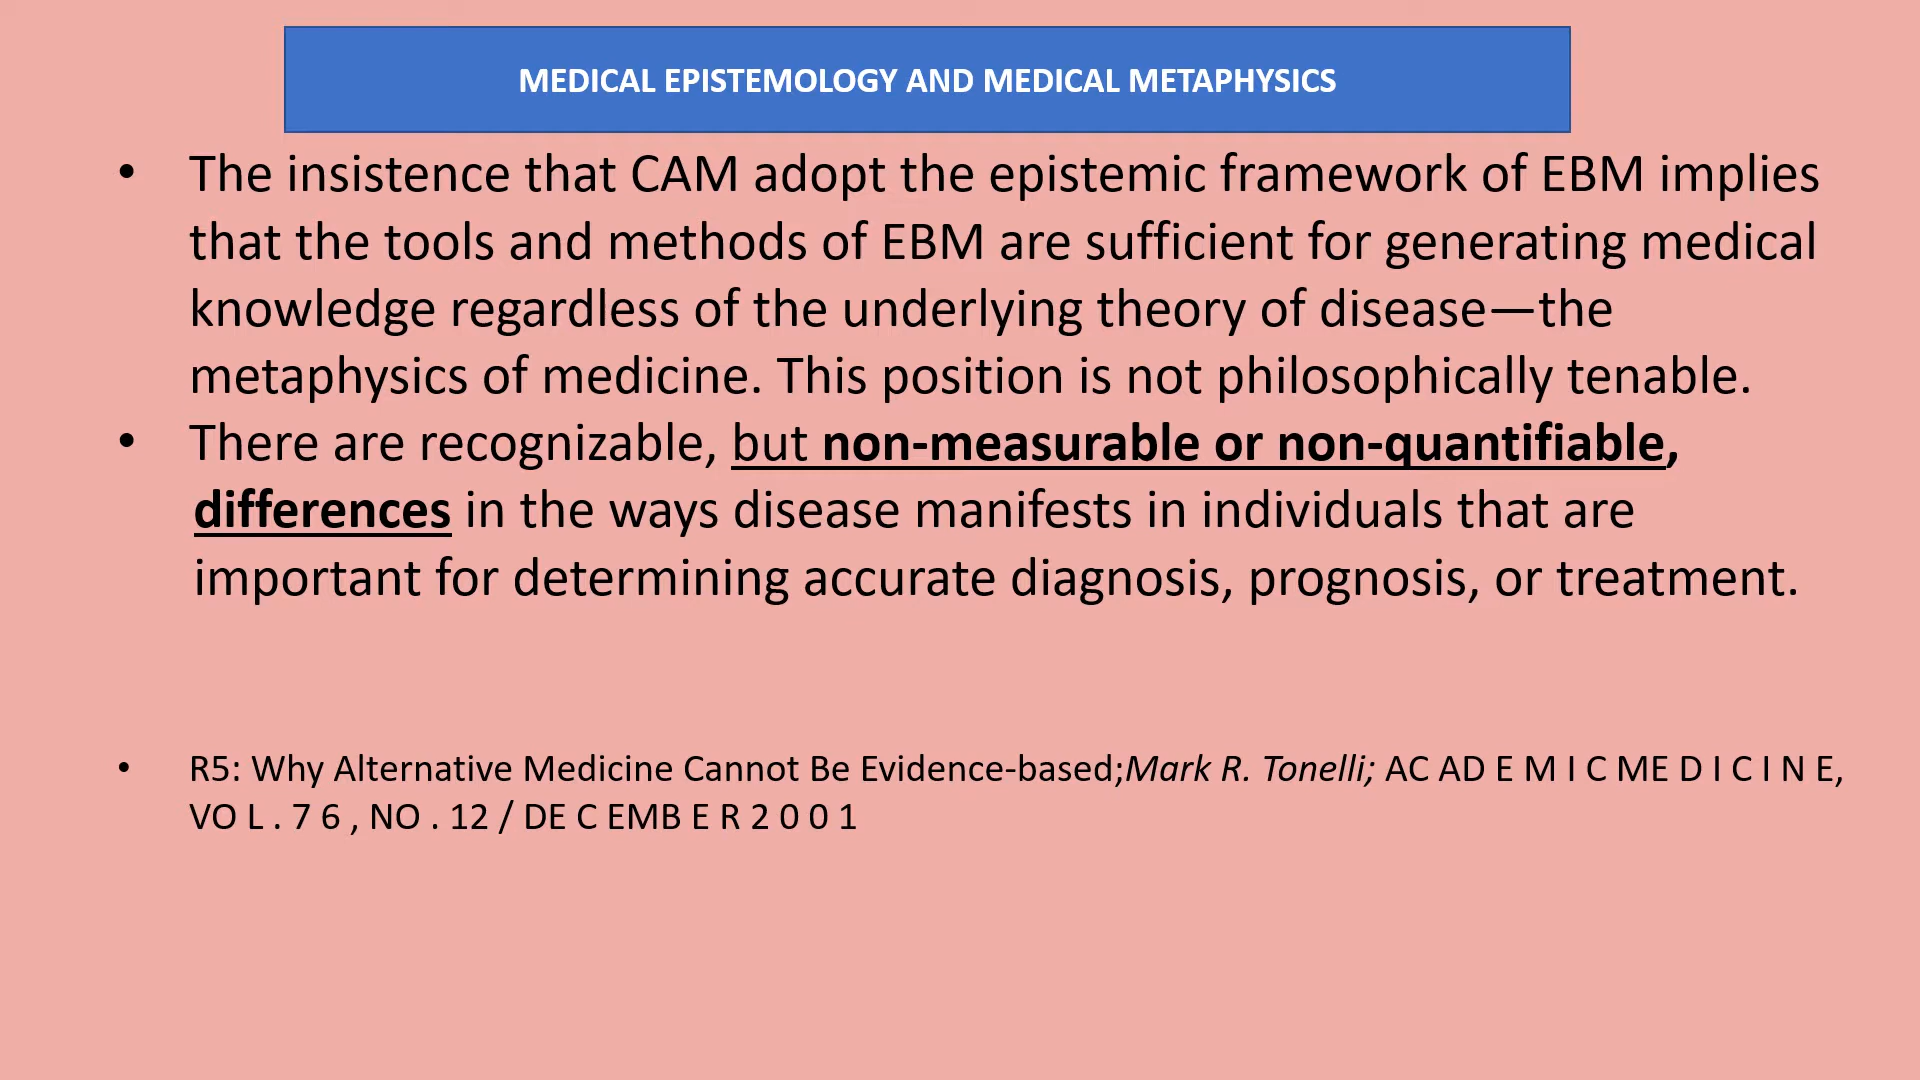 MEDICAL EPISTEMOLOGY AND MEDICAL METAPHYSICS
• The insistence that CAM adopt the epistemic framework of EBM implies
that the tools and methods of EBM are sufficient for generating medical
knowledge regardless of the underlying theory of disease—the
metaphysics of medicine. This position is not philosophically tenable.
• There are recognizable, but non-measurable or non-quantifiable,
differences in the ways disease manifests in individuals that are
important for determining accurate diagnosis, prognosis, or treatment.
• R5: Why Alternative Medicine Cannot Be Evidence-based;Mark R. Tonelli; AC AD E M I C ME D I C I N E,
VO L . 7 6 , NO . 12 / DE C EMB E R 2 0 0 1